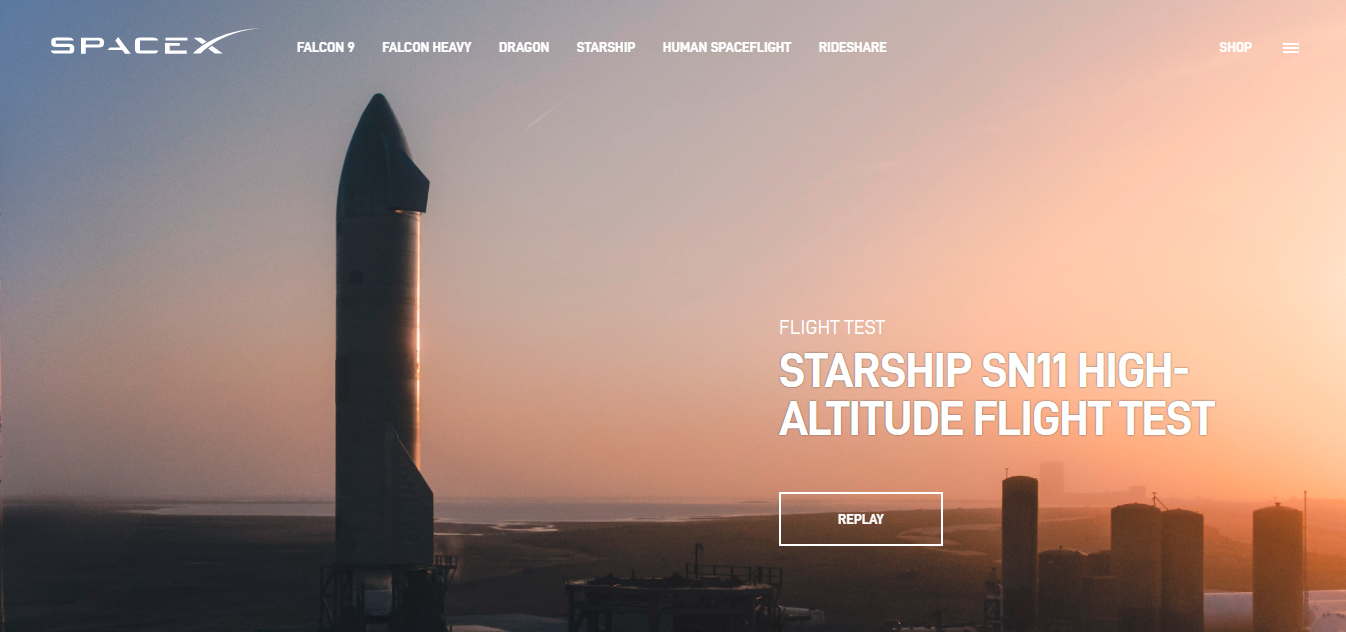 SPACEX
FALCON 9 FALCON HEAVY DRAGON STARSHIP HUMAN SPACEFLIGHT RIDESHARE SHOP
FLIGHT TEST
STARSHIP SN11 HIGH-
ALTITUDE FLIGHT TEST
REPLAY